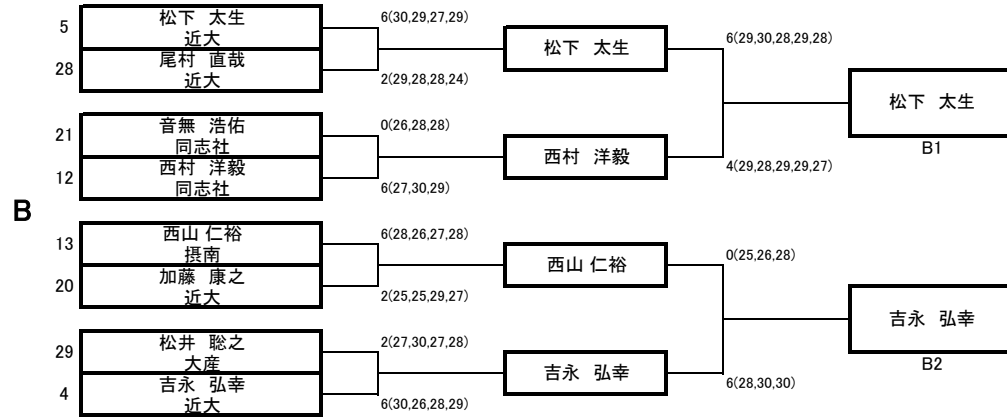 B
5
松下　太生
近大
6(30,29,27,29)
28
尾村　直哉
近大
2(29,28,28,24)
21
音無　浩佑
同志社
0(26,28,28)
12
西村　洋毅
同志社
6(27,30,29)
13
西山 仁裕
摂南
6(28,26,27,28)
20
加藤　康之
近大
2(25,25,29,27)
29
松井　聡之
大産
2(27,30,27,28)
4
吉永　弘幸
近大
6(30,26,28,29)
松下　太生
6(29,30,28,29,28)
西村　洋毅
4(29,28,29,29,27)
西山 仁裕
0(25,26,28)
吉永　弘幸
6(28,30,30)
松下　太生
B1
吉永　弘幸
B2